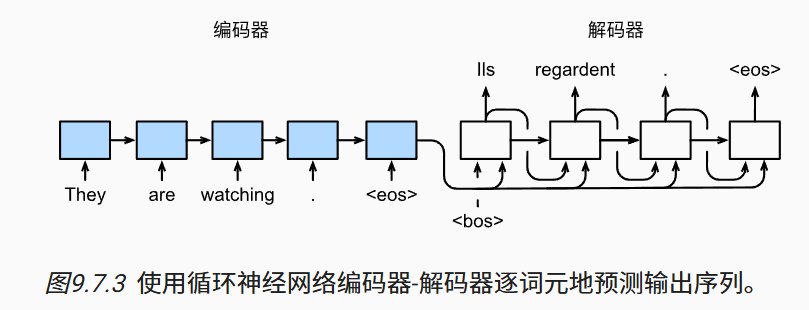 编码器 解码器
Ils regardent . <eos>
They are watching . <eos>
<bos>
图9.7.3 使用循环神经网络编码器-解码器逐词元地预测输出序列。